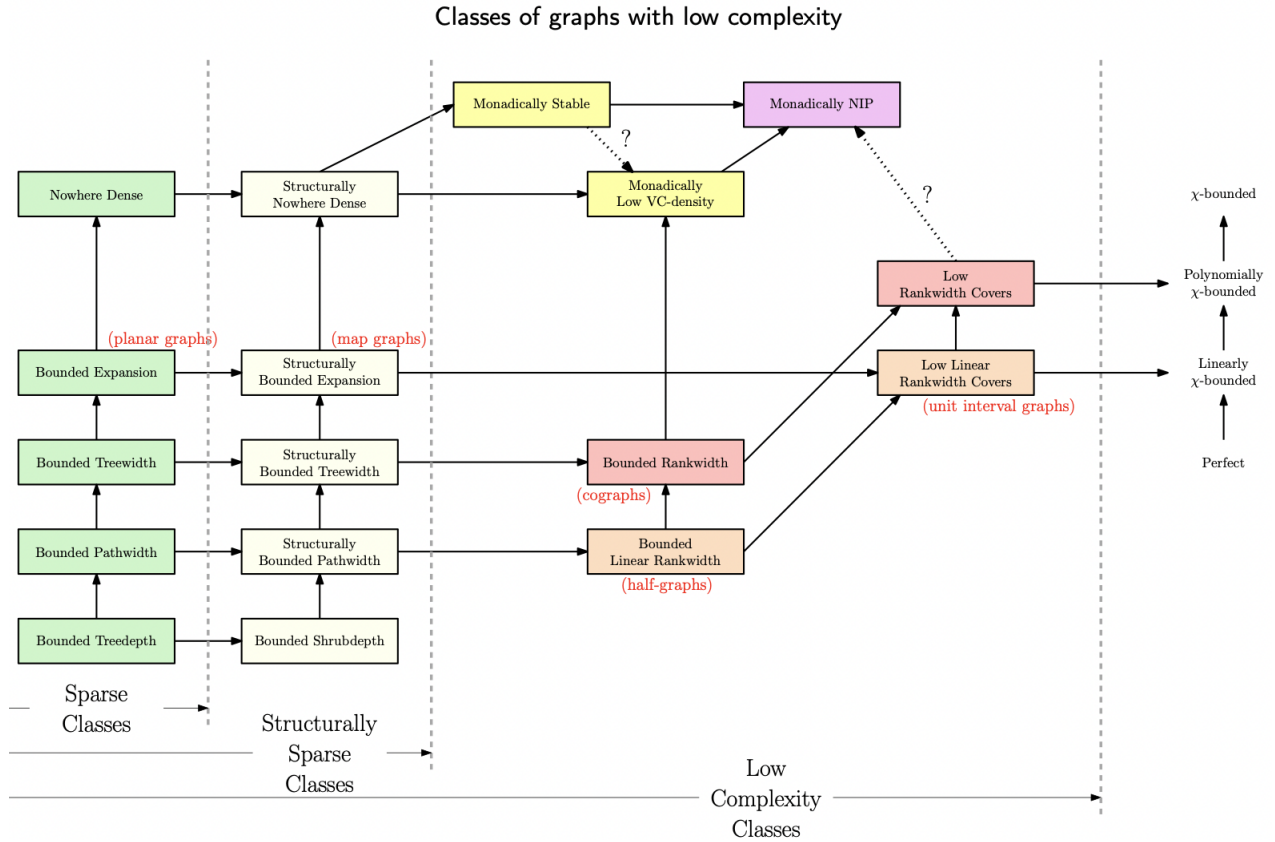 Classes of graphs with low complexity
Monadically Stable
Monadically NIP
?
Nowhere Dense
Structurally
Nowhere Dense
Monadically
Low VC-density
?
χ-bounded
Low
Rankwidth Covers
Polynomially
χ-bounded
(planar graphs)
(map graphs)
Bounded Expansion
Structurally
Bounded Expansion
Low Linear
Rankwidth Covers
Linearly
χ-bounded
(unit interval graphs)
Bounded Treewidth
Structurally
Bounded Treewidth
Bounded Rankwidth
Perfect
(cographs)
Bounded Pathwidth
Structurally
Bounded Pathwidth
Bounded
Linear Rankwidth
(half-graphs)
Bounded Treedepth
Bounded Shrubdepth
Sparse
Classes
Structurally
Sparse
Classes
Low
Complexity
Classes